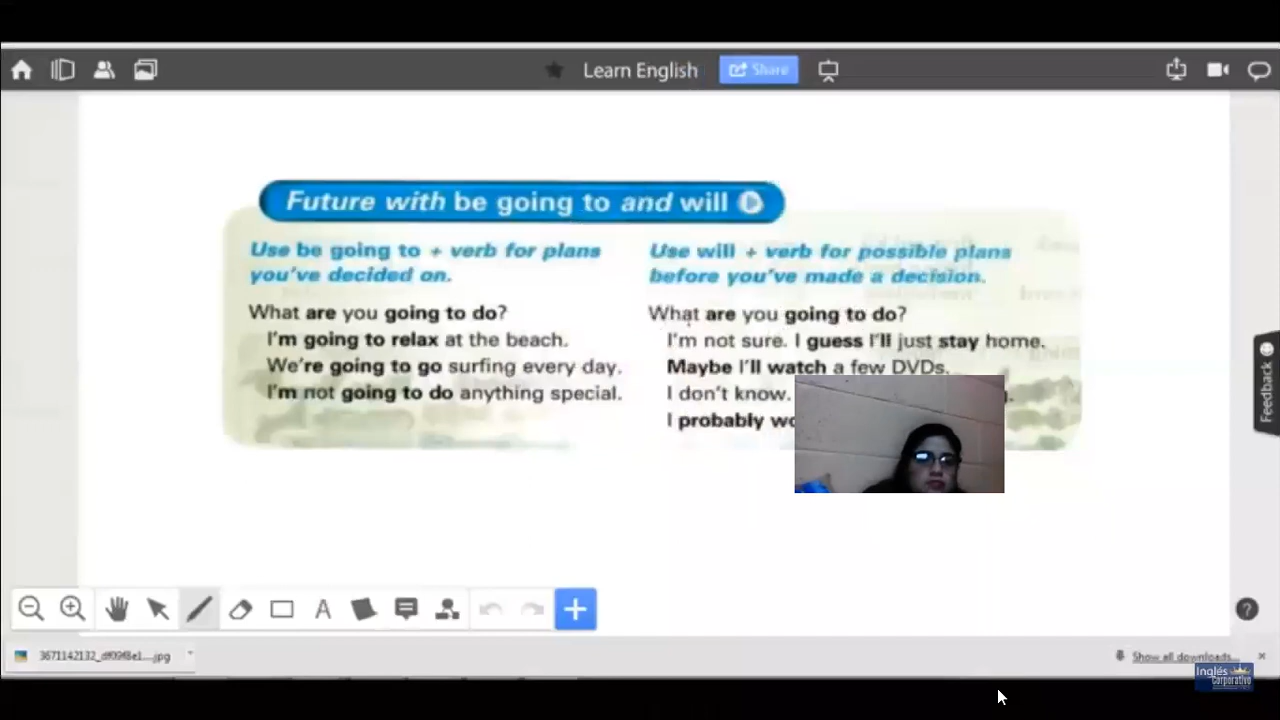 Learn English
Share
Future with be going to and will
Use be going to + verb for plans
you've decided on.
What are you going to do?
I'm going to relax at the beach.
We're going to go surfing every day.
I'm not going to do anything special.
Use will + verb for possible plans
before you've made a decision.
What are you going to do?
I'm not sure. I guess I'll just stay home.
Maybe I'll watch a few DVDs.
I don't know.
I probably
Feedback
A
Show all downloads...
Inglés
Corporativo